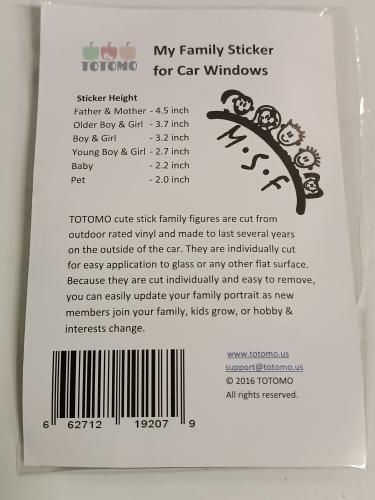 TOTOMO
My Family Sticker
for Car Windows
Sticker Height
Father & Mother - 4.5 inch
Older Boy & Girl - 3.7 inch
Boy & Girl - 3.2 inch
Young Boy & Girl - 2.7 inch
Baby - 2.2 inch
Pet - 2.0 inch
M.S.F
TOTOMO cute stick family figures are cut from
outdoor rated vinyl and made to last several years
on the outside of the car. They are individually cut
for easy application to glass or any other flat surface.
Because they are cut individually and easy to remove,
you can easily update your family portrait as new
members join your family, kids grow, or hobby &
interests change.
www.totomo.us
support@totomo.us
© 2016 TOTOMO
All rights reserved.
6 62712 19207 9